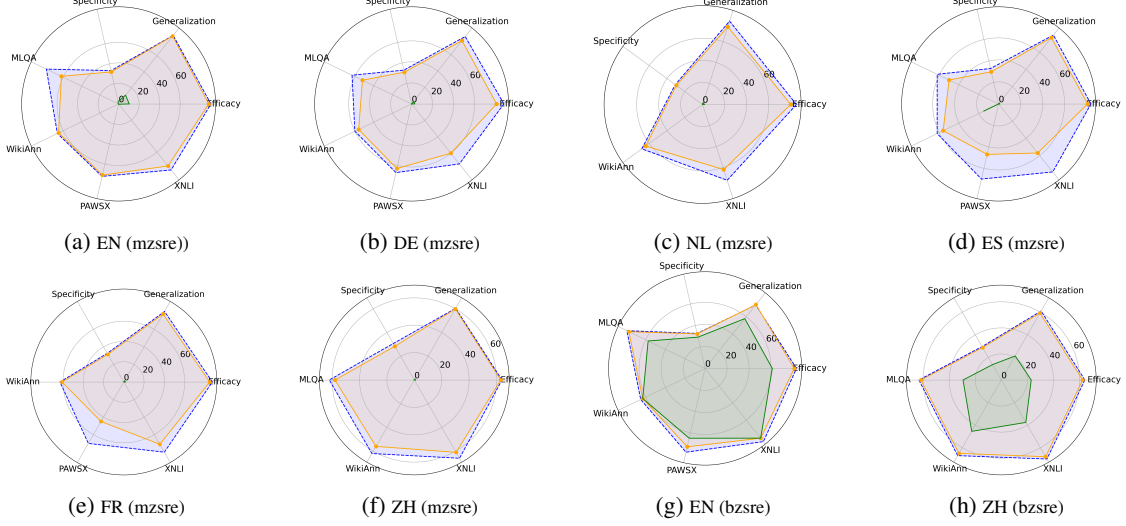 Specificity
Generalization
MLQA
0 20 40 60
Efficacy
WikiAnn
PAWSX
XNLI
(a) EN (mzsre))
Specificity
Generalization
MLQA
0 20 40 60
Efficacy
WikiAnn
PAWSX
XNLI
(b) DE (mzsre)
Generalization
Specificity
0 20 40 60
Efficacy
WikiAnn
XNLI
(c) NL (mzsre)
Specificity
Generalization
MLQA
0 20 40 60
Efficacy
WikiAnn
PAWSX
XNLI
(d) ES (mzsre)
Specificity
Generalization
WikiAnn
0 20 40 60
Efficacy
PAWSX
XNLI
(e) FR (mzsre)
Specificity
Generalization
MLQA
0 20 40 60
Efficacy
WikiAnn
XNLI
(f) ZH (mzsre)
Specificity
Generalization
MLQA
0 20 40 60
Efficacy
WikiAnn
PAWSX
XNLI
(g) EN (bzsre)
Specificity
Generalization
MLQA
0 20 40 60
Efficacy
WikiAnn
XNLI
(h) ZH (bzsre)